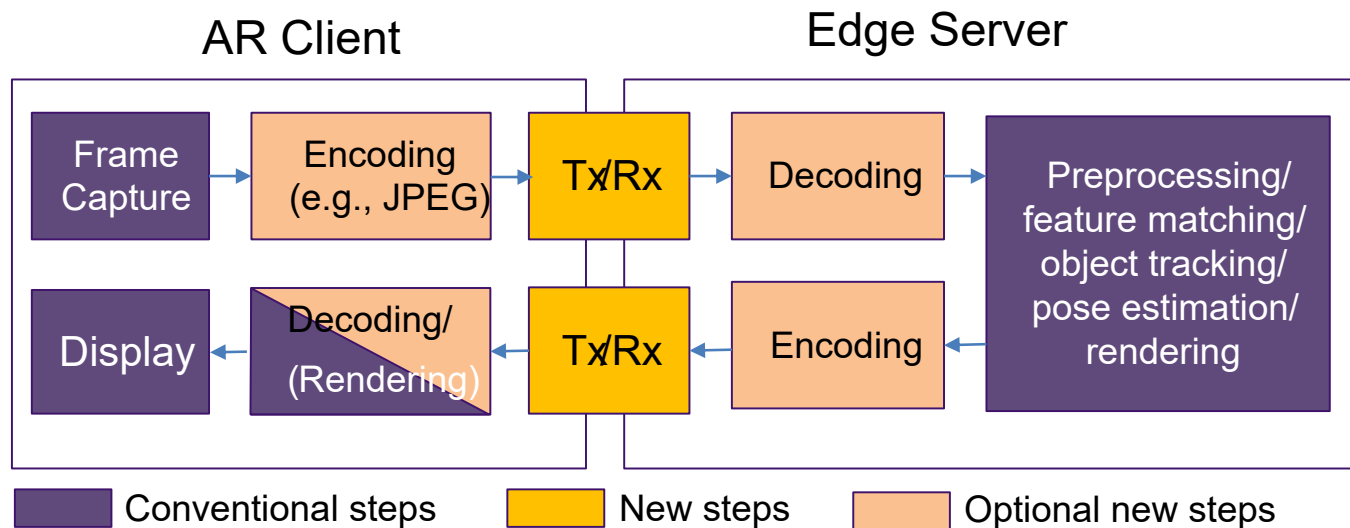 AR Client
Edge Server
Frame
Capture
Encoding
(e.g., JPEG)
Tx/Rx
Decoding
Preprocessing/
feature matching/
object tracking/
pose estimation/
rendering
Display
Decoding/
(Rendering)
Tx/Rx
Encoding
Conventional steps
New steps
Optional new steps